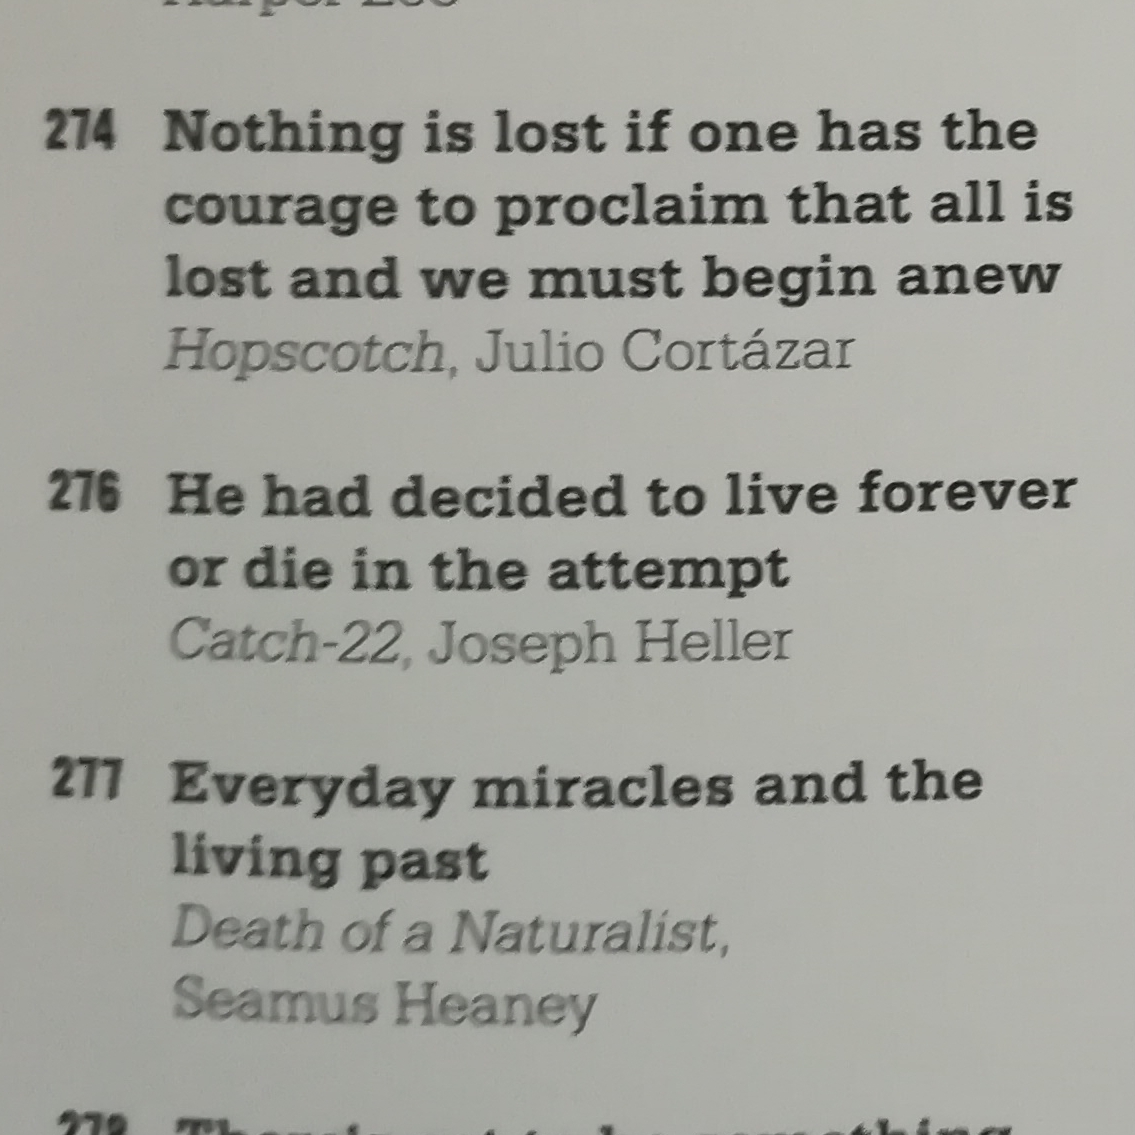 Harper Lee
274 Nothing is lost if one has the
courage to proclaim that all is
lost and we must begin anew
Hopscotch, Julio Cortázar
276 He had decided to live forever
or die in the attempt
Catch-22, Joseph Heller
277 Everyday miracles and the
living past
Death of a Naturalist,
Seamus Heaney